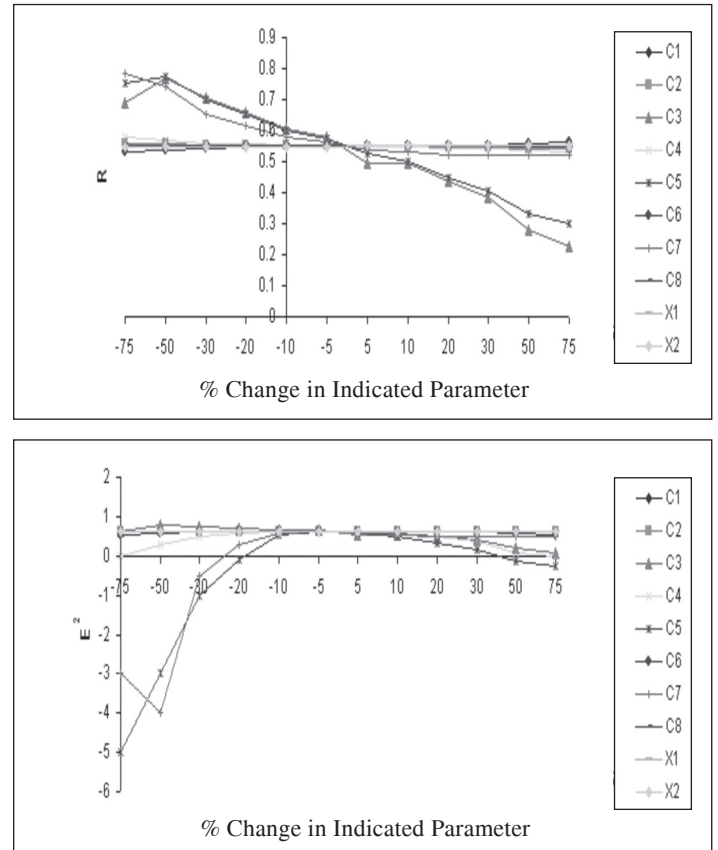 0.9
0.8
0.7
0.6
0.5
0.4
0.3
0.2
0.1
0
R
-75 -50 -30 -20 -10 -5 5 10 20 30 50 75
% Change in Indicated Parameter
C1
C2
C3
C4
C5
C6
C7
C8
X1
X2
2
1
0
-1
-2
-3
-4
-5
-6
E²
-75 -50 -30 -20 -10 -5 5 10 20 30 50 75
% Change in Indicated Parameter
C1
C2
C3
C4
C5
C6
C7
C8
X1
X2